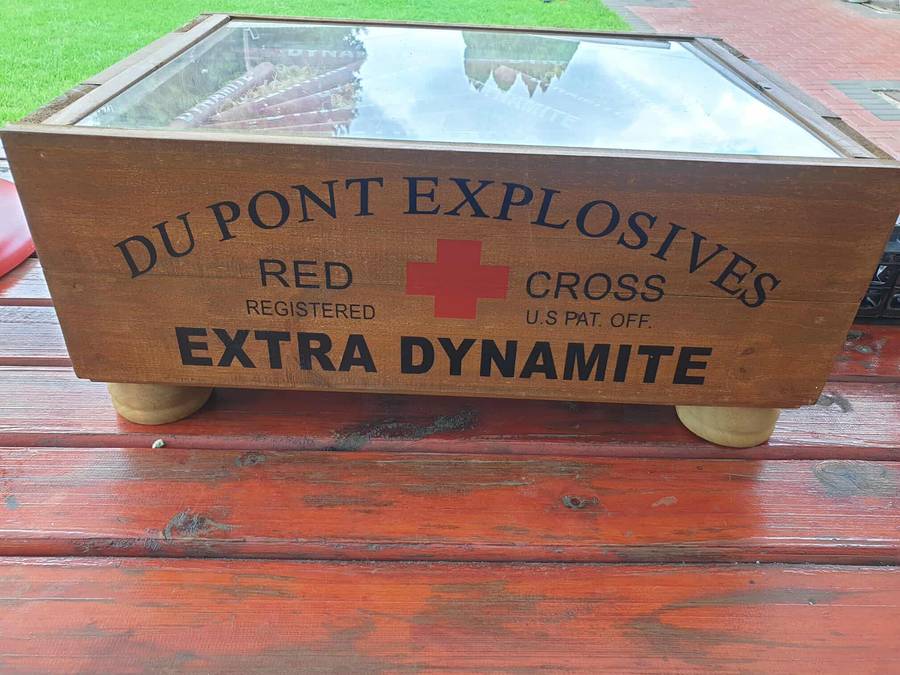 DU PONT EXPLOSIVES
RED CROSS
REGISTERED U.S PAT. OFF.
EXTRA DYNAMITE